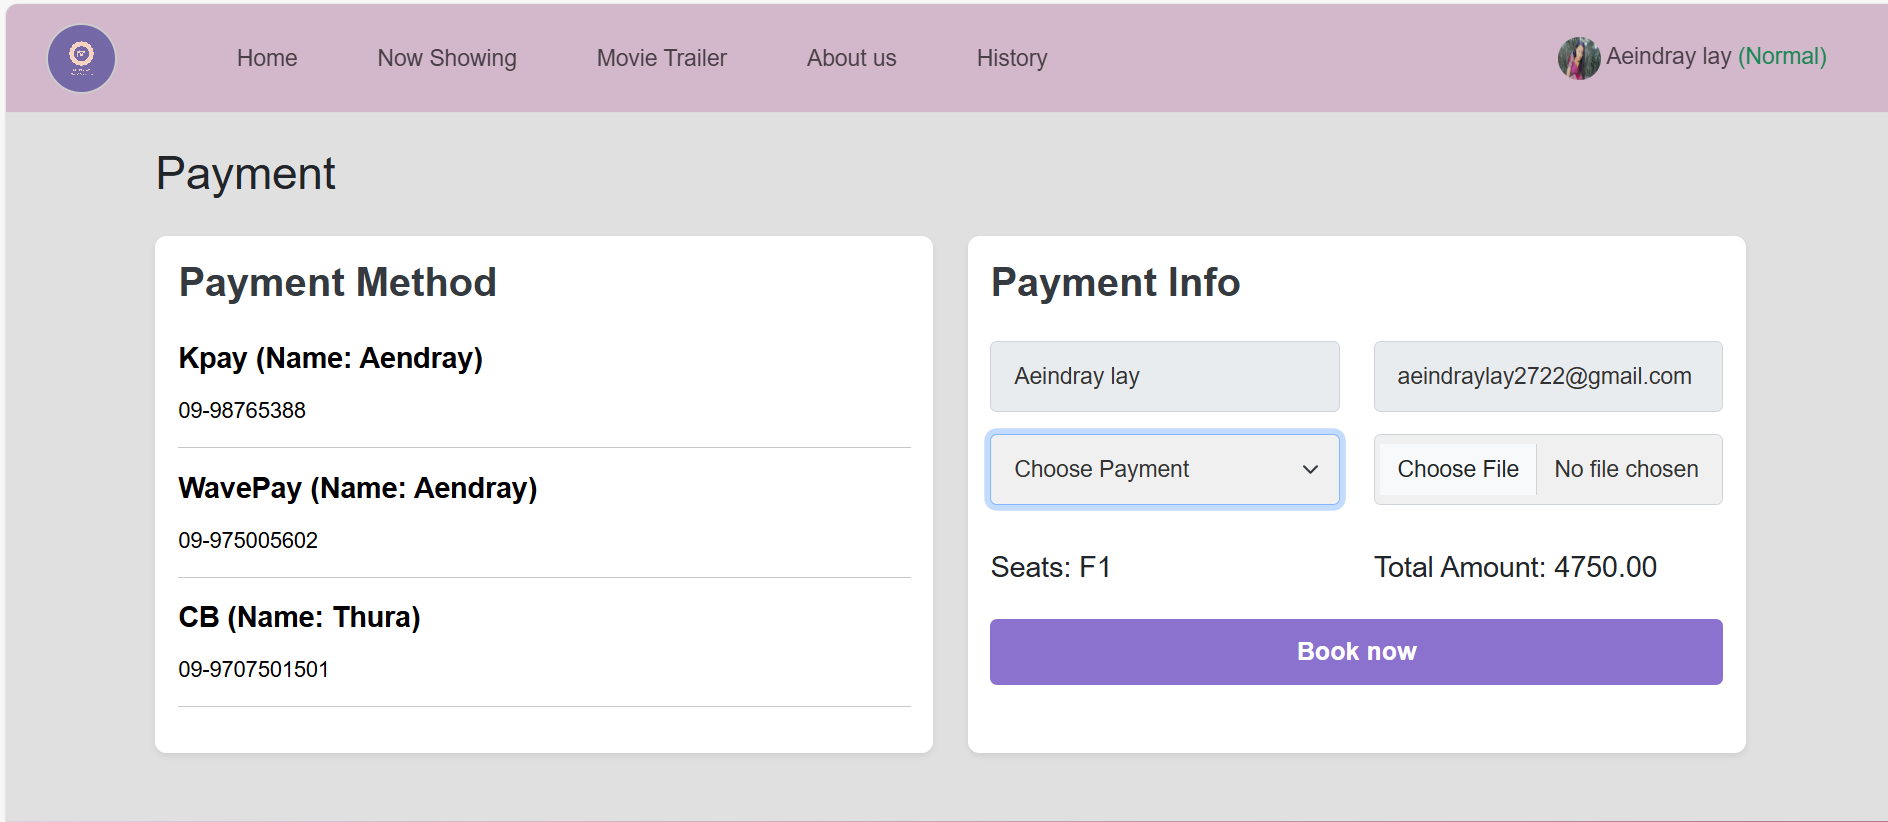 Home
Now Showing
Movie Trailer
About us
History
Aeindray lay (Normal)
Payment
Payment Method
Kpay (Name: Aendray)
09-98765388
WavePay (Name: Aendray)
09-975005602
CB (Name: Thura)
09-9707501501
Payment Info
Aeindray lay
aeindraylay2722@gmail.com
Choose Payment
Choose File
No file chosen
Seats: F1
Total Amount: 4750.00
Book now